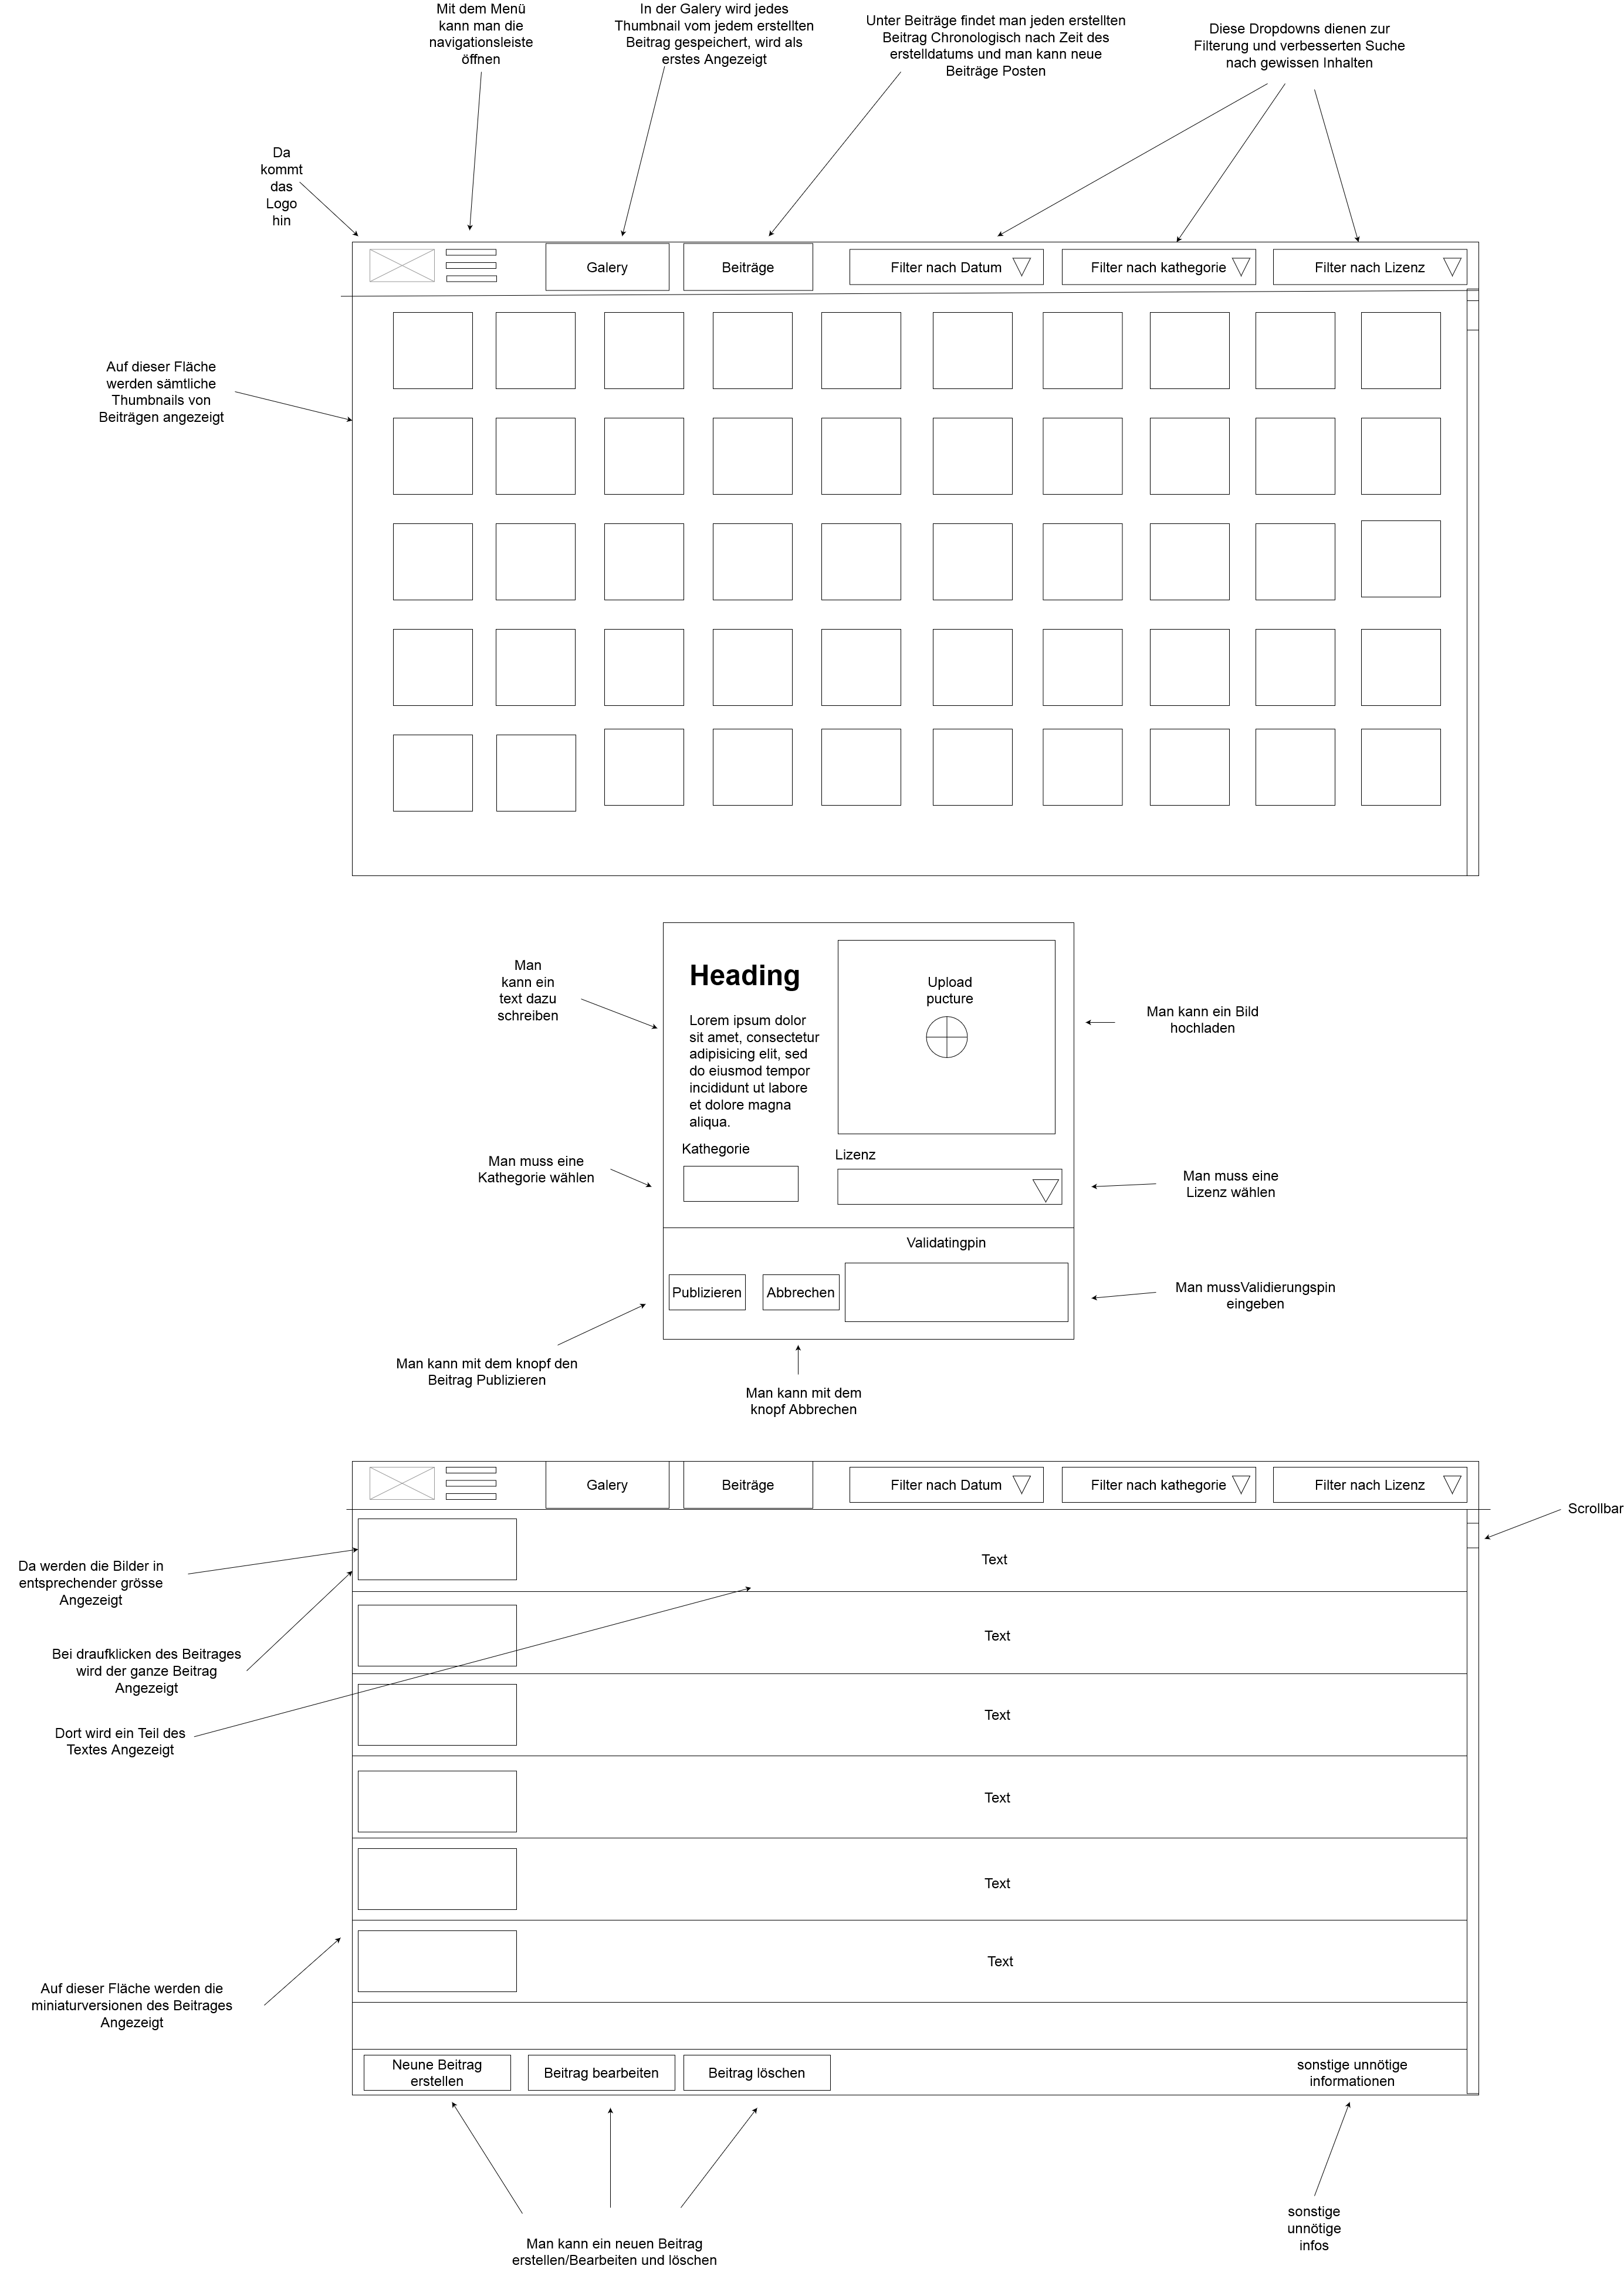 Mit dem Menü
kann man die
navigationsleiste
öffnen
In der Galery wird jedes
Thumbnail vom jedem erstellten
Beitrag gespeichert, wird als
erstes Angezeigt
Unter Beiträge findet man jeden erstellten
Beitrag Chronologisch nach Zeit des
erstelldatums und man kann neue
Beiträge Posten
Diese Dropdowns dienen zur
Filterung und verbesserten Suche
nach gewissen Inhalten
Da
kommt
das
Logo
hin
Galery
Beiträge
Filter nach Datum
Filter nach kathegorie
Filter nach Lizenz
Auf dieser Fläche
werden sämtliche
Thumbnails von
Beiträgen angezeigt
Man
kann ein
text dazu
schreiben
Heading
Lorem ipsum dolor
sit amet, consectetur
adipisicing elit, sed
do eiusmod tempor
incididunt ut labore
et dolore magna
aliqua.
Upload
pucture
Man kann ein Bild
hochladen
Kathegorie
Lizenz
Man muss eine
Kathegorie wählen
Man muss eine
Lizenz wählen
Validatingpin
Publizieren
Abbrechen
Man mussValidierungspin
eingeben
Man kann mit dem knopf den
Beitrag Publizieren
Man kann mit dem
knopf Abbrechen
Galery
Beiträge
Filter nach Datum
Filter nach kathegorie
Filter nach Lizenz
Scrollbar
Da werden die Bilder in
entsprechender grösse
Angezeigt
Text
Bei draufklicken des Beitrages
wird der ganze Beitrag
Angezeigt
Text
Dort wird ein Teil des
Textes Angezeigt
Text
Text
Text
Text
Auf dieser Fläche werden die
miniaturversionen des Beitrages
Angezeigt
Neune Beitrag
erstellen
Beitrag bearbeiten
Beitrag löschen
sonstige unnötige
informationen
Man kann ein neuen Beitrag
erstellen/Bearbeiten und löschen
sonstige
unnötige
infos